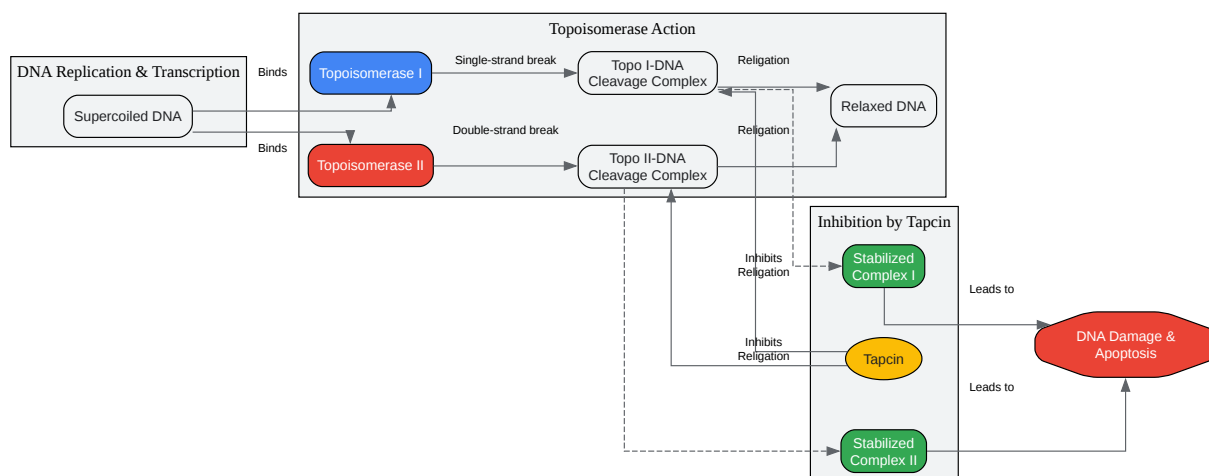 Topoisomerase Action
DNA Replication & Transcription
Supercoiled DNA
Binds
Binds
Topoisomerase I
Topoisomerase II
Single-strand break
Double-strand break
Topo I-DNA
Cleavage Complex
Topo II-DNA
Cleavage Complex
Religation
Religation
Relaxed DNA
Inhibition by Tapcin
Stabilized
Complex I
Inhibits
Religation
Inhibits
Religation
Tapcin
Stabilized
Complex II
Leads to
Leads to
DNA Damage &
Apoptosis